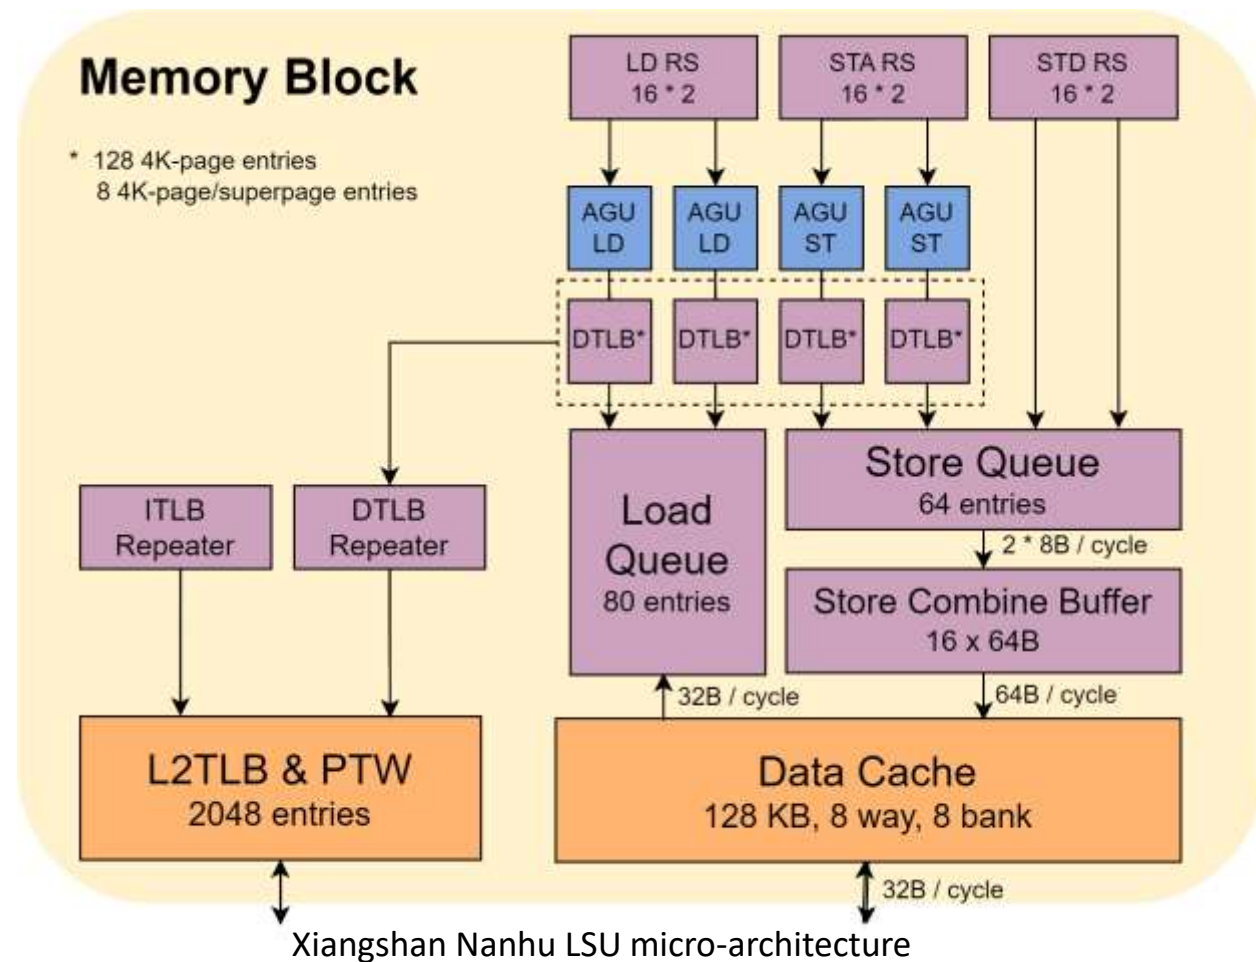 Memory Block
* 128 4K-page entries
8 4K-page/superpage entries
LD RS
16 * 2
STA RS
16 * 2
STD RS
16 * 2
AGU
LD
AGU
LD
AGU
ST
AGU
ST
DTLB*
DTLB*
DTLB*
DTLB*
ITLB
Repeater
DTLB
Repeater
Load
Queue
80 entries
Store Queue
64 entries
2 * 8B / cycle
Store Combine Buffer
16 x 64B
32B / cycle
64B / cycle
L2TLB & PTW
2048 entries
Data Cache
128 KB, 8 way, 8 bank
32B / cycle
Xiangshan Nanhu LSU micro-architecture